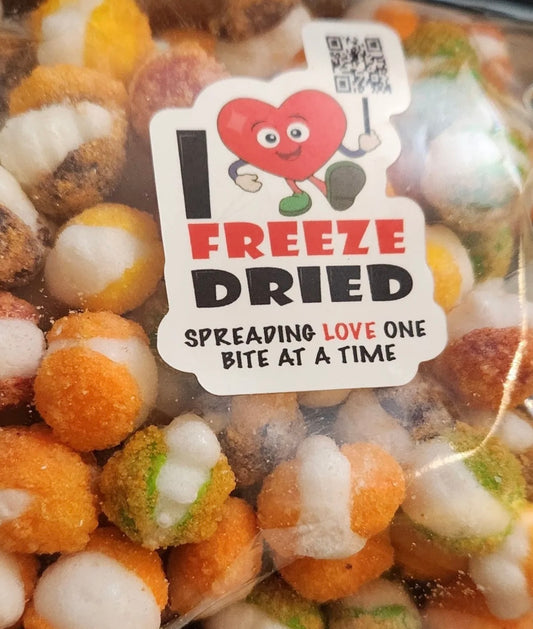 I
FREEZE
DRIED
SPREADING LOVE ONE
BITE AT A TIME